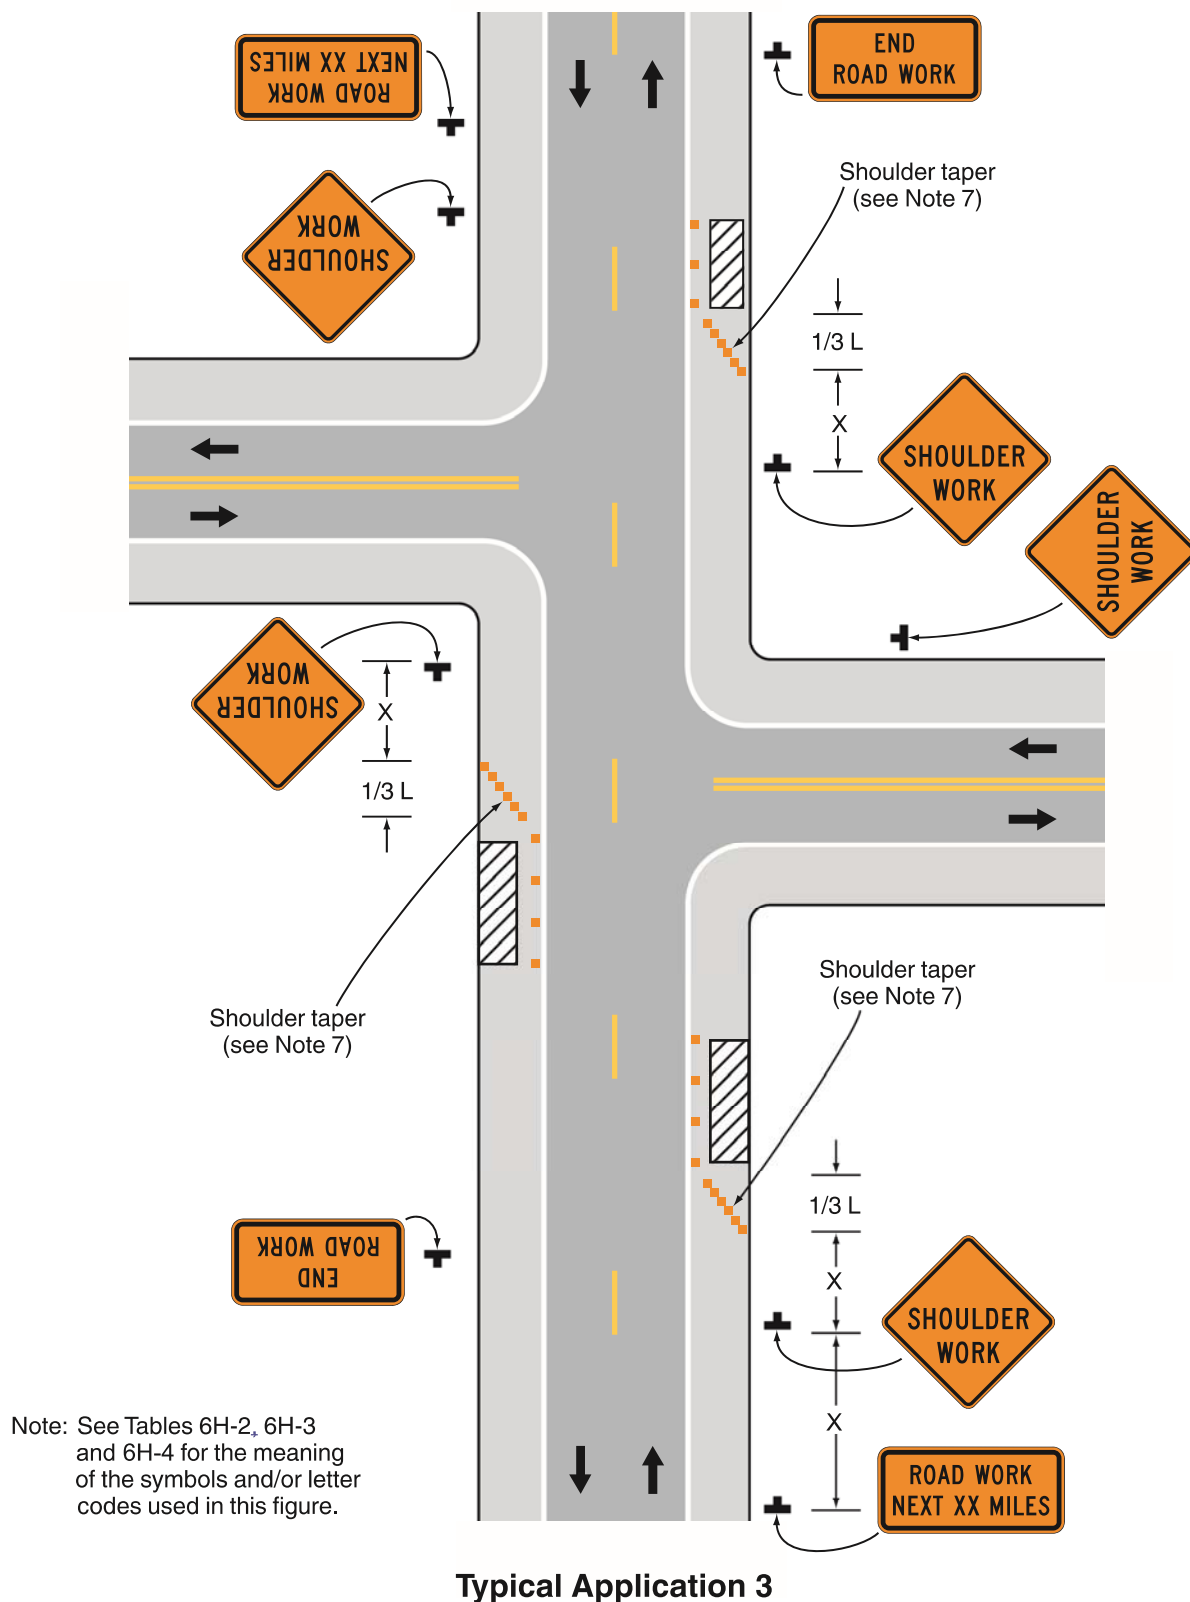 ROAD WORK
NEXT XX MILES
END
ROAD WORK
SHOULDER
WORK
Shoulder taper
(see Note 7)
1/3 L
X
SHOULDER
WORK
SHOULDER
WORK
SHOULDER
WORK
X
1/3 L
Shoulder taper
(see Note 7)
Shoulder taper
(see Note 7)
1/3 L
X
END
ROAD WORK
SHOULDER
WORK
X
Note: See Tables 6H-2, 6H-3
and 6H-4 for the meaning
of the symbols and/or letter
codes used in this figure.
ROAD WORK
NEXT XX MILES
Typical Application 3